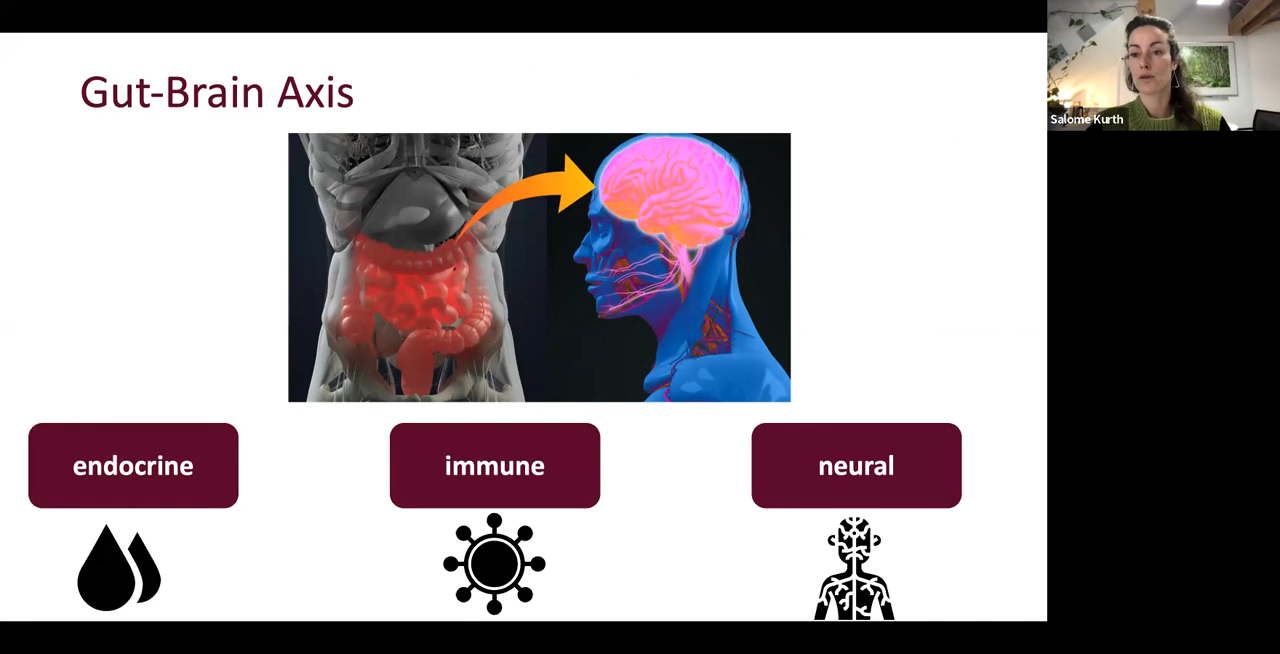 Gut-Brain Axis
Salome Kurth
endocrine
immune
neural